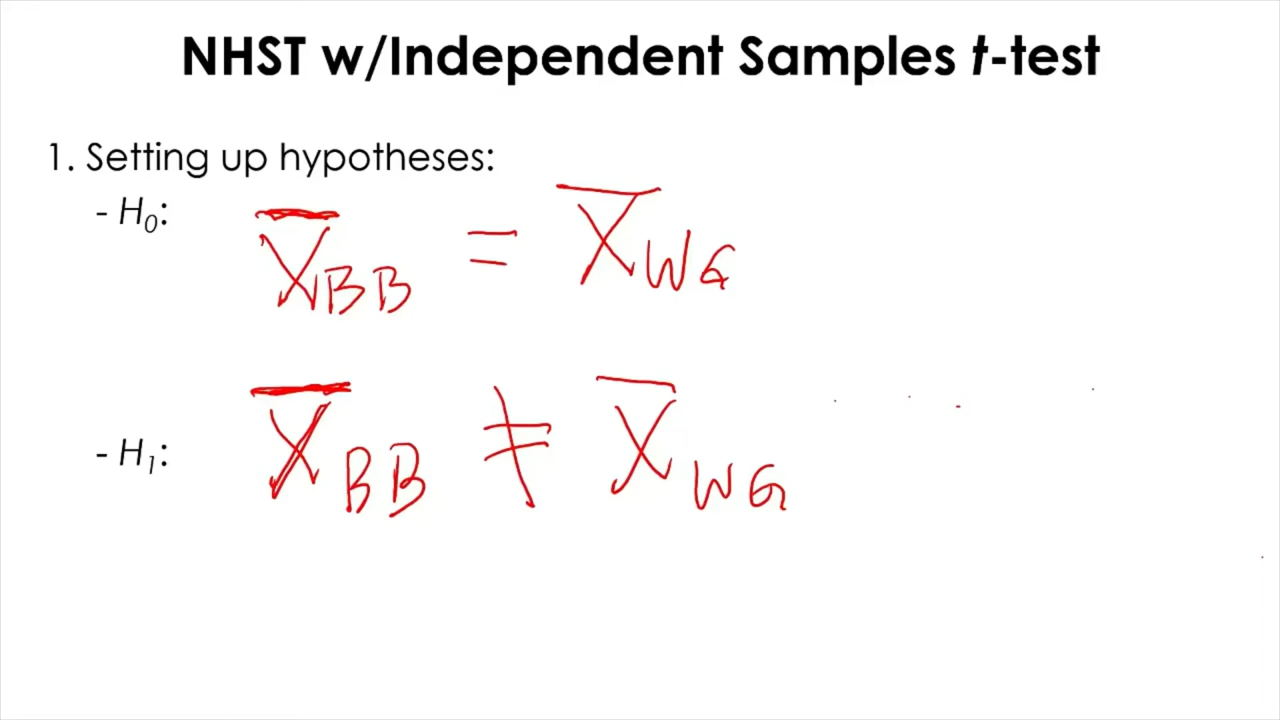 NHST w/Independent Samples t-test
1. Setting up hypotheses:
- H₀: X̅ BB = X̅ WG
- H₁: X̅ BB ≠ X̅ WG